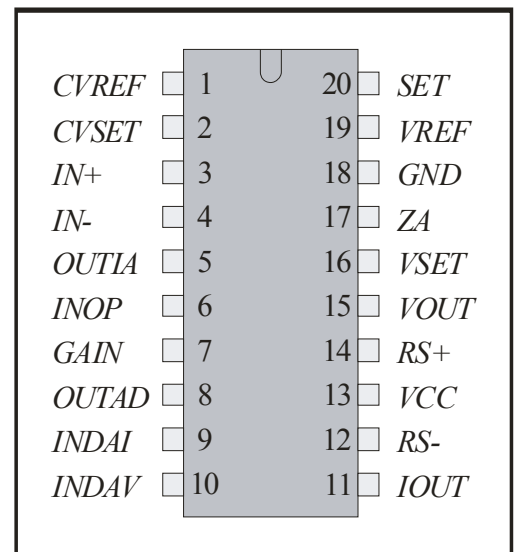 CVREF 1 20 SET
CVSET 2 19 VREF
IN+ 3 18 GND
IN- 4 17 ZA
OUTIA 5 16 VSET
INOP 6 15 VOUT
GAIN 7 14 RS+
OUTAD 8 13 VCC
INDAI 9 12 RS-
INDAV 10 11 IOUT